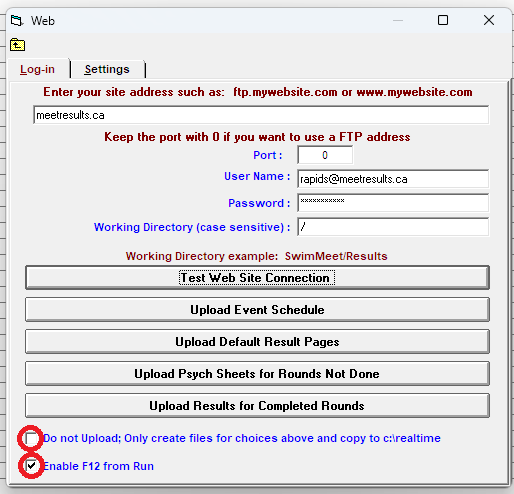 Web
Log-in Settings
Enter your site address such as: ftp.mywebsite.com or www.mywebsite.com
meetresults.ca
Keep the port with 0 if you want to use a FTP address
Port : 0
User Name : rapids@meetresults.ca
Password : ***********
Working Directory (case sensitive) : /
Working Directory example: SwimMeet/Results
Test Web Site Connection
Upload Event Schedule
Upload Default Result Pages
Upload Psych Sheets for Rounds Not Done
Upload Results for Completed Rounds
Do not Upload; Only create files for choices above and copy to c:\realtime
Enable F12 from Run